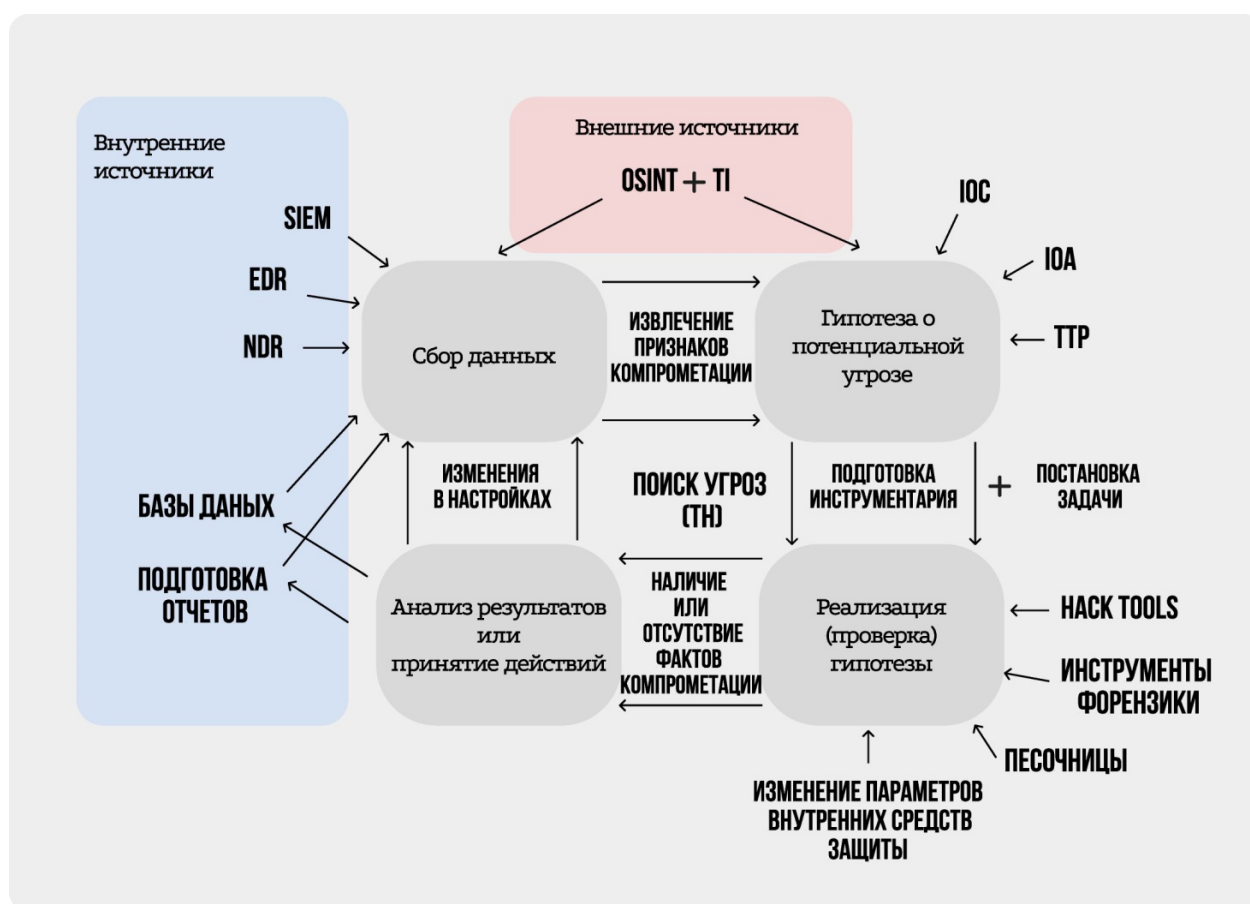 Внутренние
источники
Внешние источники
OSINT + TI
SIEM
EDR
NDR
IOC
IOA
TTP
Сбор данных
ИЗВЛЕЧЕНИЕ
ПРИЗНАКОВ
КОМПРОМЕТАЦИИ
Гипотеза о
потенциальной
угрозе
БАЗЫ ДАНЫХ
ПОДГОТОВКА
ОТЧЕТОВ
ИЗМЕНЕНИЯ
В НАСТРОЙКАХ
ПОИСК УГРОЗ
(TH)
ПОДГОТОВКА
ИНСТРУМЕНТАРИЯ
+ ПОСТАНОВКА
ЗАДАЧИ
Анализ результатов
или
принятие действий
НАЛИЧИЕ
ИЛИ
ОТСУТСТВИЕ
ФАКТОВ
КОМПРОМЕТАЦИИ
Реализация
(проверка)
гипотезы
HACK TOOLS
ИНСТРУМЕНТЫ
ФОРЕНЗИКИ
ПЕСОЧНИЦЫ
ИЗМЕНЕНИЕ ПАРАМЕТРОВ
ВНУТРЕННИХ СРЕДСТВ
ЗАЩИТЫ